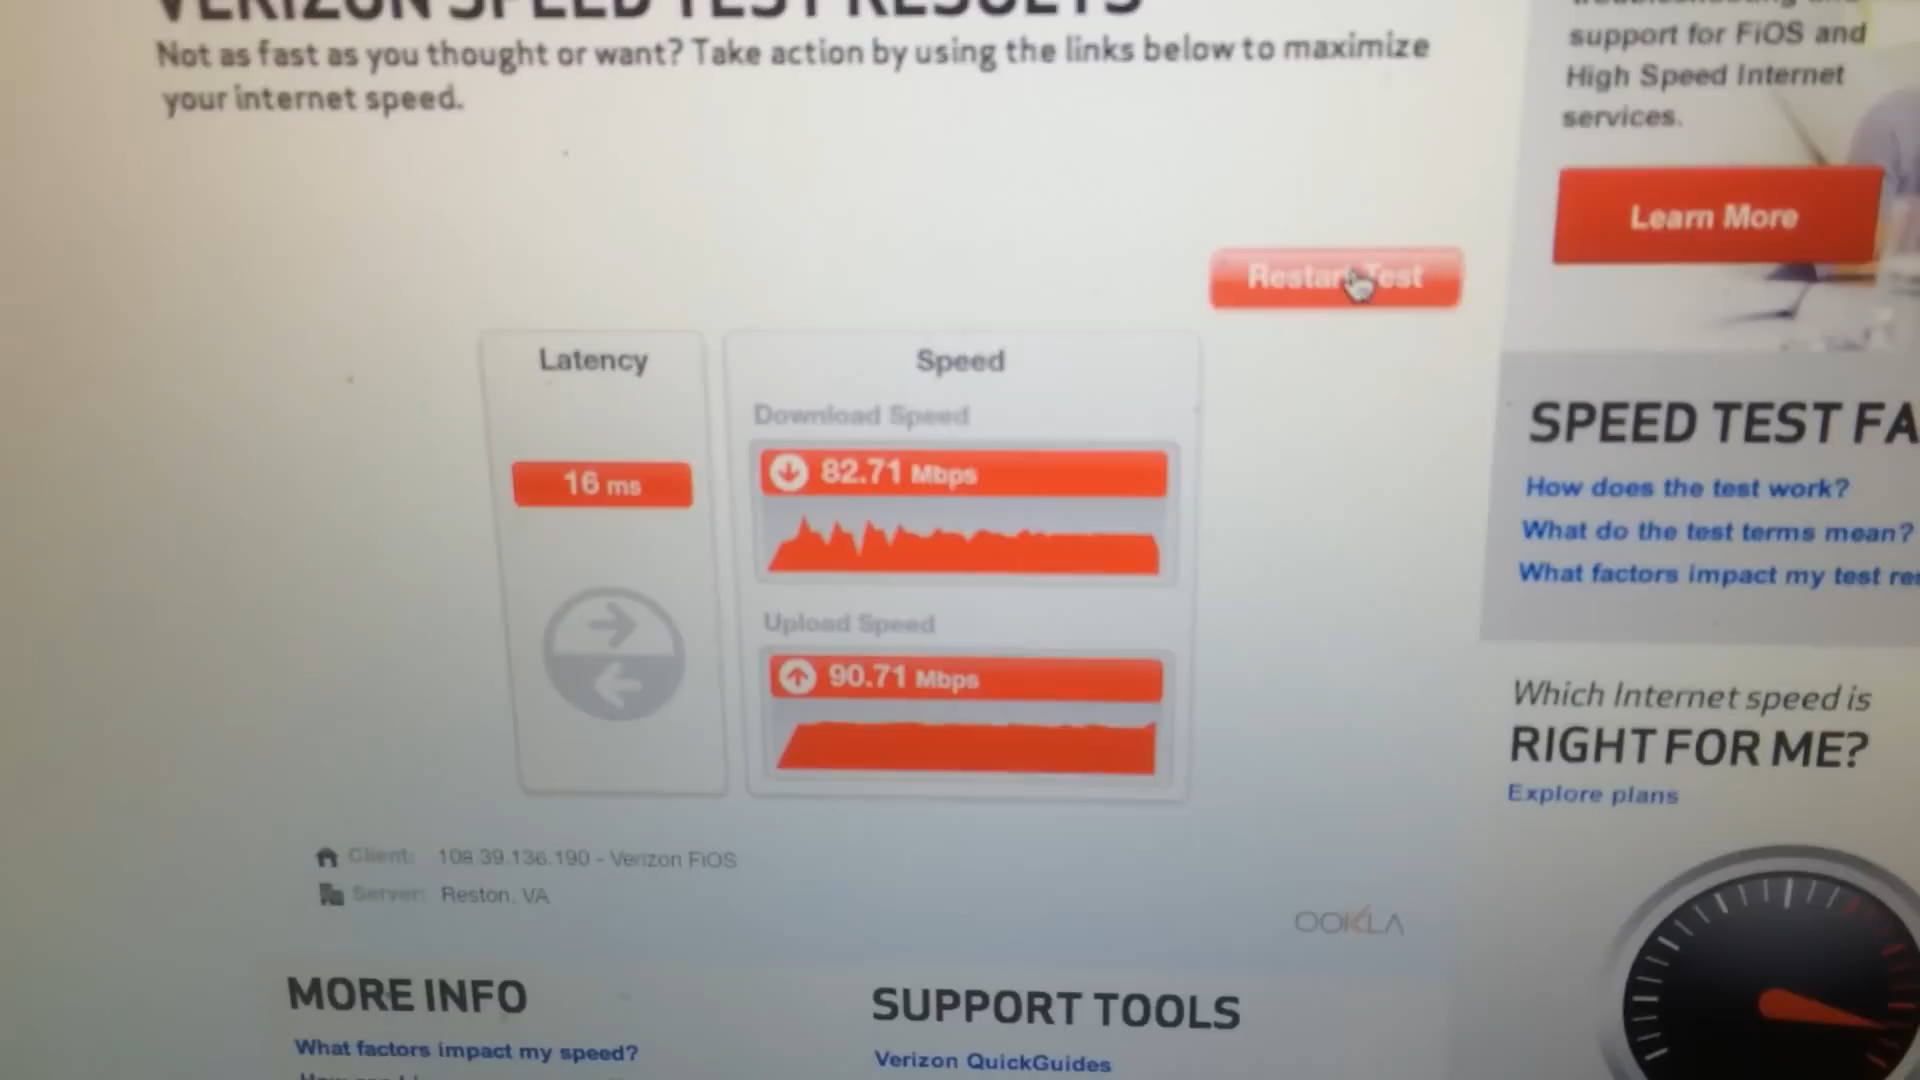 VERIZON SPEED TEST RESULTS
Not as fast as you thought or want? Take action by using the links below to maximize
your internet speed.
support for FiOS and
High Speed Internet
services.
Learn More
Restart Test
Latency
Speed
Download Speed
16 ms
82.71 Mbps
Upload Speed
90.71 Mbps
SPEED TEST FA
How does the test work?
What do the test terms mean?
What factors impact my test res
Which Internet speed is
RIGHT FOR ME?
Explore plans
Client: 108.39.136.190 - Verizon FiOS
Server: Reston, VA
OOKLA
MORE INFO
What factors impact my speed?
SUPPORT TOOLS
Verizon QuickGuides